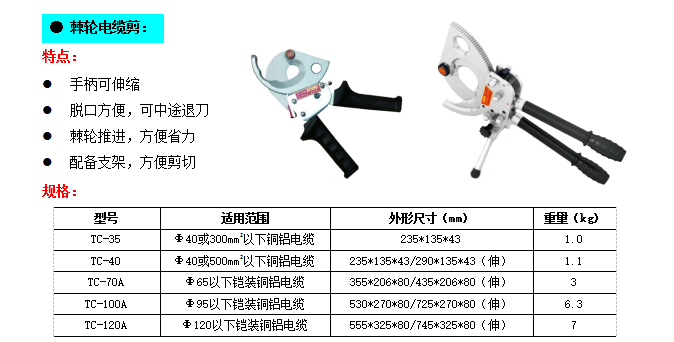 ● 棘轮电缆剪：
特点：
● 手柄可伸缩
● 脱口方便，可中途退刀
● 棘轮推进，方便省力
● 配备支架，方便剪切
规格：
型号 适用范围 外形尺寸（mm） 重量（kg）
TC-35 Φ40或300mm²以下铜铝电缆 235*135*43 1.0
TC-40 Φ40或500mm²以下铜铝电缆 235*135*43/290*135*43（伸） 1.1
TC-70A Φ65以下铠装铜铝电缆 355*206*80/435*206*80（伸） 3
TC-100A Φ95以下铠装铜铝电缆 530*270*80/725*270*80（伸） 6.3
TC-120A Φ120以下铠装铜铝电缆 555*325*80/745*325*80（伸） 7